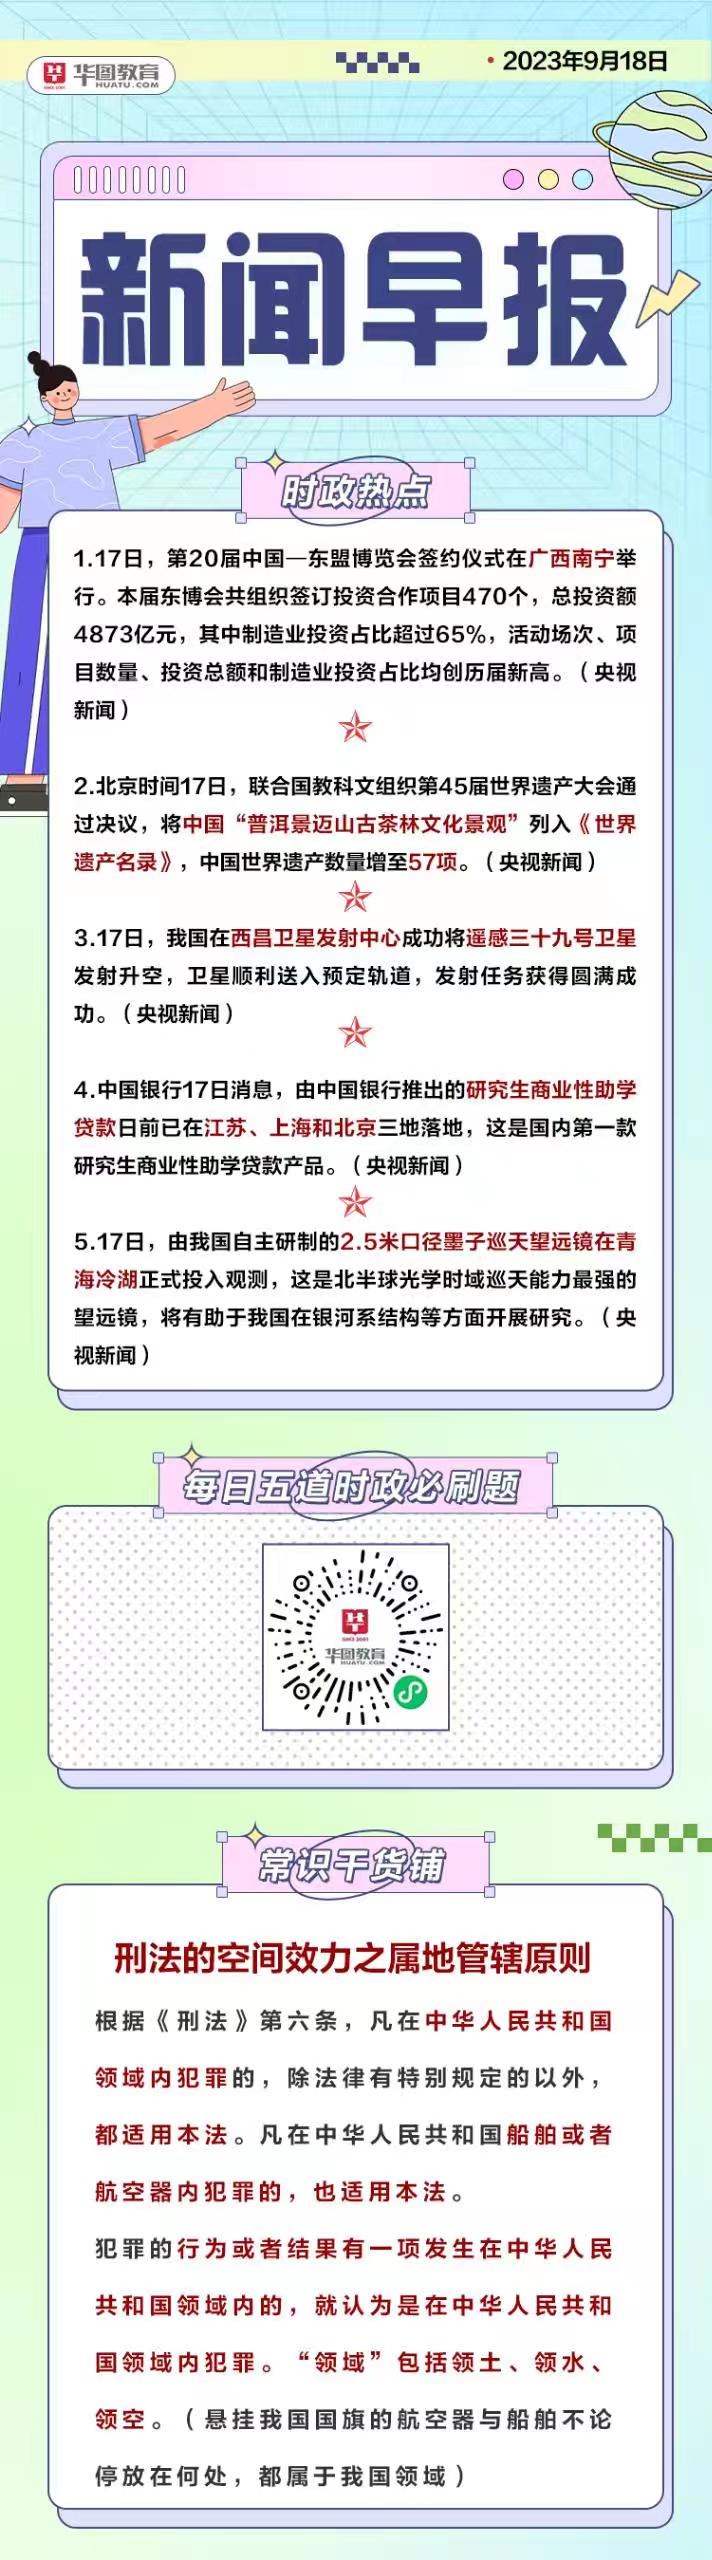 华图教育
HUATU.COM
2023年9月18日
新闻早报
时政热点
1.17日，第20届中国—东盟博览会签约仪式在广西南宁举
行。本届东博会共组织签订投资合作项目470个，总投资额
4873亿元，其中制造业投资占比超过65%，活动场次、项
目数量、投资总额和制造业投资占比均创历届新高。（央视
新闻）
2.北京时间17日，联合国教科文组织第45届世界遗产大会通
过决议，将中国“普洱景迈山古茶林文化景观”列入《世界
遗产名录》，中国世界遗产数量增至57项。（央视新闻）
3.17日，我国在西昌卫星发射中心成功将遥感三十九号卫星
发射升空，卫星顺利送入预定轨道，发射任务获得圆满成
功。（央视新闻）
4.中国银行17日消息，由中国银行推出的研究生商业性助学
贷款日前已在江苏、上海和北京三地落地，这是国内第一款
研究生商业性助学贷款产品。（央视新闻）
5.17日，由我国自主研制的2.5米口径墨子巡天望远镜在青
海冷湖正式投入观测，这是北半球光学时域巡天能力最强的
望远镜，将有助于我国在银河系结构等方面开展研究。（央
视新闻）
每日五道时政必刷题
华图教育
HUATU.COM
常识干货铺
刑法的空间效力之属地管辖原则
根据《刑法》第六条，凡在中华人民共和国
领域内犯罪的，除法律有特别规定的以外，
都适用本法。凡在中华人民共和国船舶或者
航空器内犯罪的，也适用本法。
犯罪的行为或者结果有一项发生在中华人民
共和国领域内的，就认为是在中华人民共和
国领域内犯罪。“领域”包括领土、领水、
领空。（悬挂我国国旗的航空器与船舶不论
停放在何处，都属于我国领域）